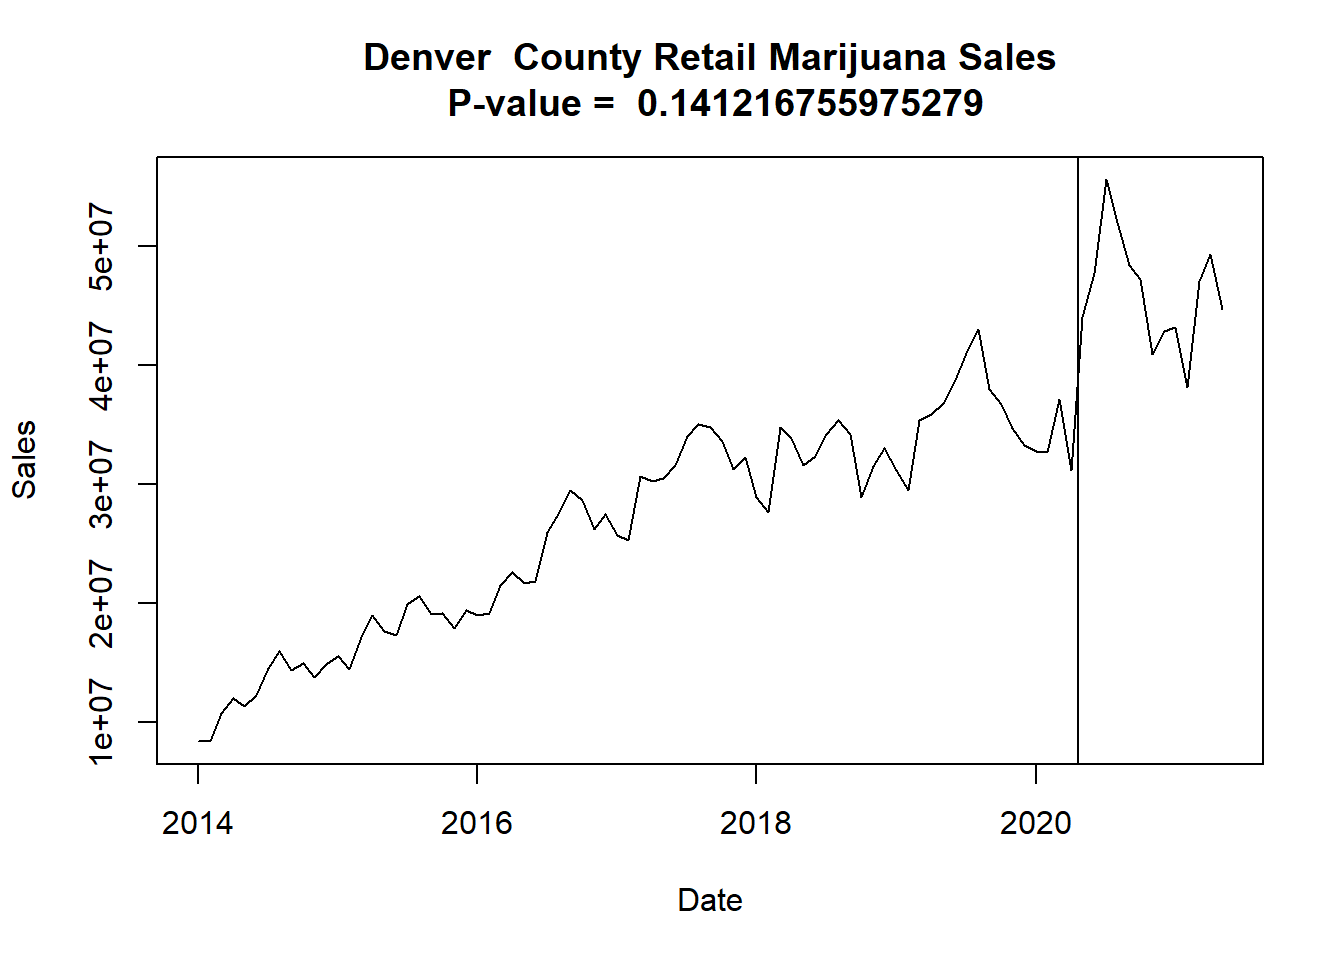 Denver  County Retail Marijuana Sales
P-value =  0.141216755975279
Sales
5e+07
4e+07
3e+07
2e+07
1e+07
2014
2016
2018
2020
Date